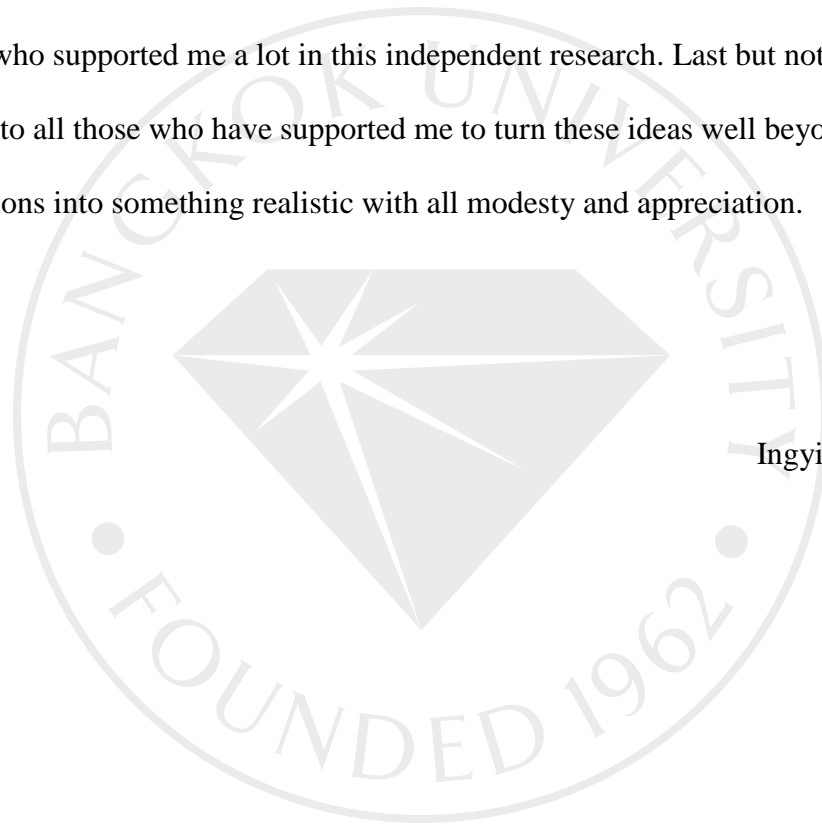 who supported me a lot in this independent research. Last but not
to all those who have supported me to turn these ideas well
ons into something realistic with all modesty and appreciation.
BANGKOK UNIVERSITY
Ingyi
FOUNDED 1962